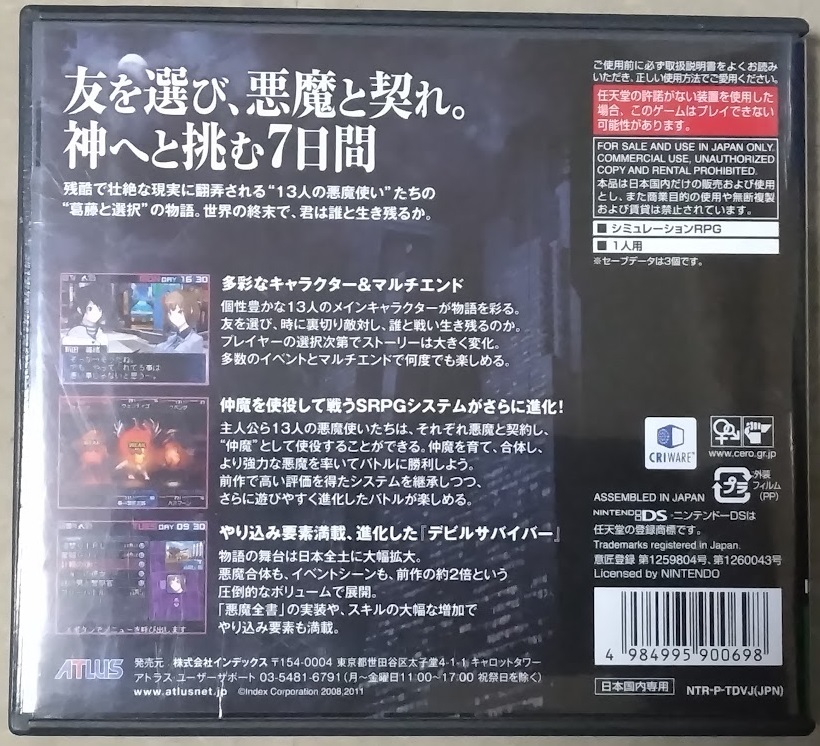 友を選び、悪魔と契れ。
神へと挑む7日間
残酷で壮絶な現実に翻弄される“13人の悪魔使い”たちの
“葛藤と選択”の物語。世界の終末で、君は誰と生き残るか。
DAY 16:30
多彩なキャラクター&マルチエンド
個性豊かな13人のメインキャラクターが物語を彩る。
友を選び、時に裏切り敵対し、誰と戦い生き残るのか。
プレイヤーの選択次第でストーリーは大きく変化。
多数のイベントとマルチエンドで何度でも楽しめる。
仲魔を使役して戦うSRPGシステムがさらに進化!
主人公ら13人の悪魔使いたちは、それぞれ悪魔と契約し、
“仲魔”として使役することができる。仲魔を育て、合体し、
より強力な悪魔を率いてバトルに勝利しよう。
前作で高い評価を得たシステムを継承しつつ、
さらに遊びやすく進化したバトルが楽しめる。
TUES DAY 09:30
Aボタンでメニューを呼び出します
やり込み要素満載、進化した『デビルサバイバー』
物語の舞台は日本全土に大幅拡大。
悪魔合体も、イベントシーンも、前作の約2倍という
圧倒的なボリュームで展開。
「悪魔全書」の実装や、スキルの大幅な増加で
やり込み要素も満載。
ATLUS
発売元 株式会社インデックス 〒154-0004 東京都世田谷区太子堂4-1-1 キャロットタワー
アトラス ユーザーサポート 03-5481-6791(月〜金曜日11:00〜17:00 祝祭日を除く)
www.atlusnet.jp ©Index Corporation 2008,2011
ご使用前に必ず取扱説明書をよくお読み
いただき、正しい使用方法でご愛用ください。
任天堂の許諾がない装置を使用した
場合、このゲームはプレイできない
可能性があります。
FOR SALE AND USE IN JAPAN ONLY.
COMMERCIAL USE, UNAUTHORIZED
COPY AND RENTAL PROHIBITED.
本品は日本国内だけの販売および使用
とし、また商業目的の使用や無断複製
および賃貸は禁止されています。
■ シミュレーションRPG
■ 1人用
※セーブデータは3個です。
CRIWARE
www.cero.gr.jp
プラ
外装
フィルム
(PP)
ASSEMBLED IN JAPAN
NINTENDO DS・ニンテンドーDSは
任天堂の登録商標です。
Trademarks registered in Japan.
意匠登録 第1259804号、第1260043号
Licensed by NINTENDO
4 984995 900698
日本国内専用
NTR-P-TDVJ(JPN)